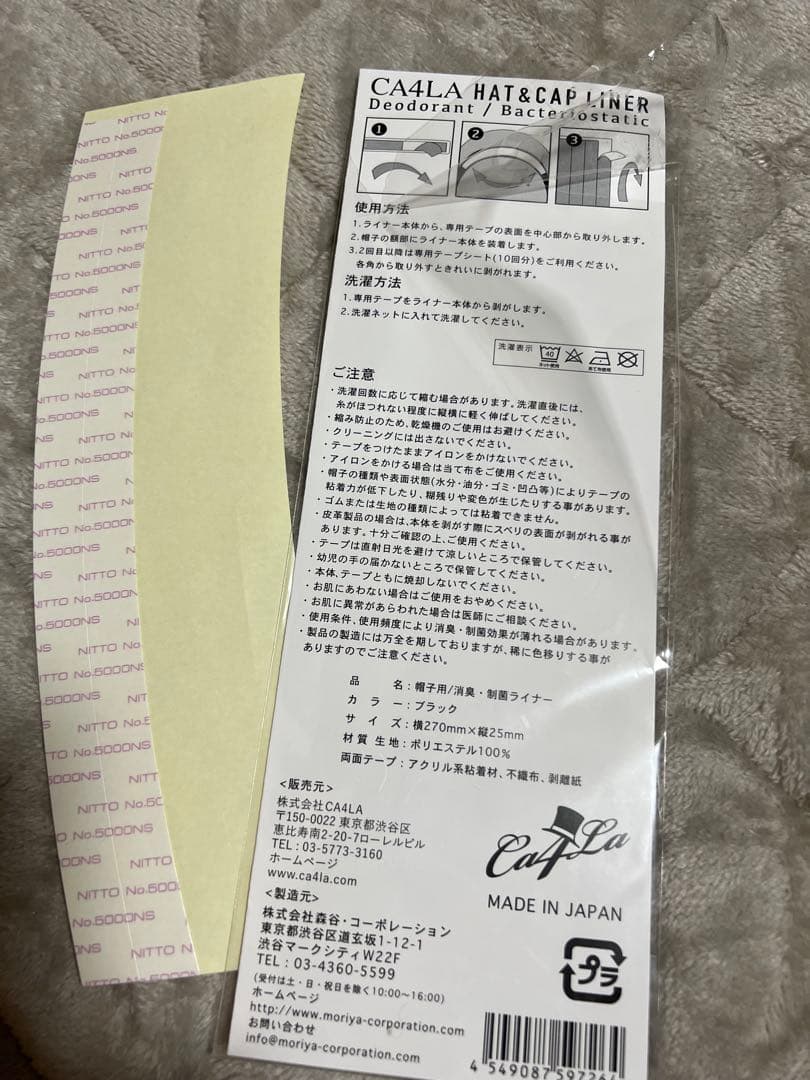 CA4LA HAT&CAP LINER
Deodorant / Bacteriostatic
1
2
3
使用方法
1.ライナー本体から、専用テープの表面を中心部から取り外します。
2.帽子の額部にライナー本体を装着します。
3.2回目以降は専用テープシート(10回分)をご利用ください。
各角から取り外すときれいに剥がれます。
洗濯方法
1.専用テープをライナー本体から剥がします。
2.洗濯ネットに入れて洗濯してください。
洗濯表示
40
ネット使用
あて布使用
ご注意
・洗濯回数に応じて縮む場合があります。洗濯直後には、
糸がほつれない程度に縦横に軽く伸ばしてください。
・縮み防止のため、乾燥機のご使用はお避けください。
・クリーニングには出さないでください。
・テープをつけたままアイロンをかけないでください。
・アイロンをかける場合は当て布をご使用ください。
・帽子の種類や表面状態(水分・油分・ゴミ・凹凸等)によりテープの
粘着力が低下したり、糊残りや変色が生じたりする事があります。
・ゴムまたは生地の種類によっては粘着できません。
・皮革製品の場合は、本体を剥がす際にスベリの表面が剥がれる事が
あります。十分ご確認の上、ご使用ください。
・テープは直射日光を避けて涼しいところで保管してください。
・幼児の手の届かないところで保管してください。
・本体、テープともに焼却しないでください。
・お肌にあわない場合はご使用をおやめください。
・お肌に異常があらわれた場合は医師にご相談ください。
・使用条件、使用頻度により消臭・制菌効果が薄れる場合があります。
・製品の製造には万全を期しておりますが、稀に色移りする事が
ありますのでご注意ください。
品 名:帽子用/消臭・制菌ライナー
カ ラ ー:ブラック
サ イ ズ:横270mm×縦25mm
材 質 生 地:ポリエステル100%
両面テープ:アクリル系粘着材、不織布、剥離紙
<販売元>
株式会社CA4LA
〒150-0022 東京都渋谷区
恵比寿南2-20-7ローレルビル
TEL:03-5773-3160
ホームページ
www.ca4la.com
<製造元>
株式会社森谷・コーポレーション
東京都渋谷区道玄坂1-12-1
渋谷マークシティW22F
TEL:03-4360-5599
(受付は土・日・祝日を除く10:00〜16:00)
ホームページ
http://www.moriya-corporation.com
お問い合わせ
info@moriya-corporation.com
Ca4La
MADE IN JAPAN
プラ
4 549087 597264
NITTO No.5000NS